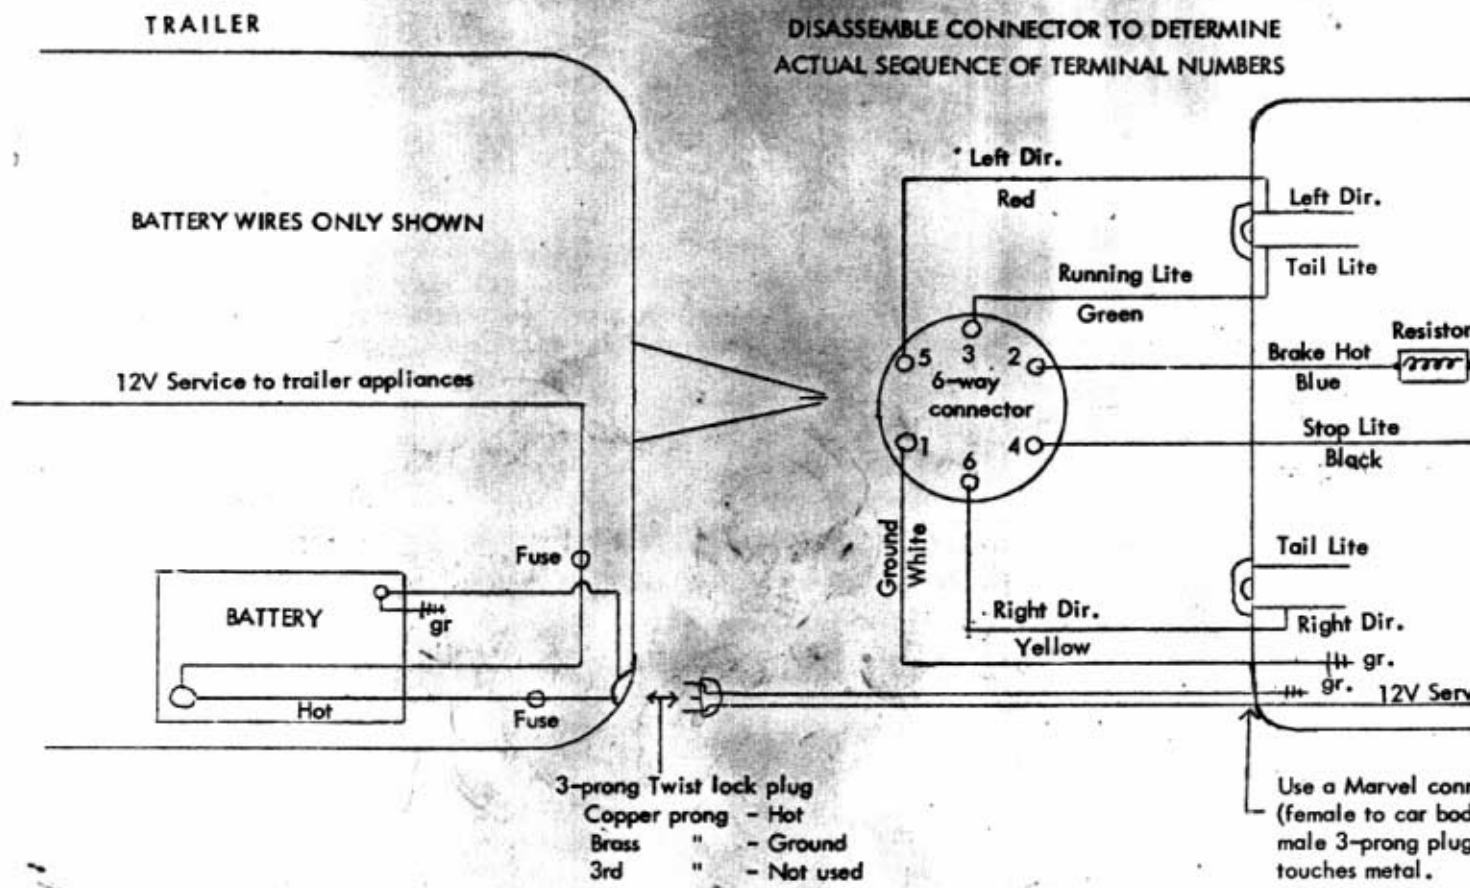 TRAILER
DISASSEMBLE CONNECTOR TO DETERMINE
ACTUAL SEQUENCE OF TERMINAL NUMBERS
BATTERY WIRES ONLY SHOWN
12V Service to trailer appliances
Fuse
BATTERY
gr
Hot
Fuse
3-prong Twist lock plug
Copper prong - Hot
Brass " - Ground
3rd " - Not used
Left Dir.
Red
Left Dir.
Tail Lite
Running Lite
Green
5 3 2
6-way
connector
1 6 4
Brake Hot
Blue
Resistor
Stop Lite
Black
Ground
White
Tail Lite
Right Dir.
Yellow
Right Dir.
gr.
gr.
12V Serv
Use a Marvel conn
(female to car bod
male 3-prong plug
touches metal.